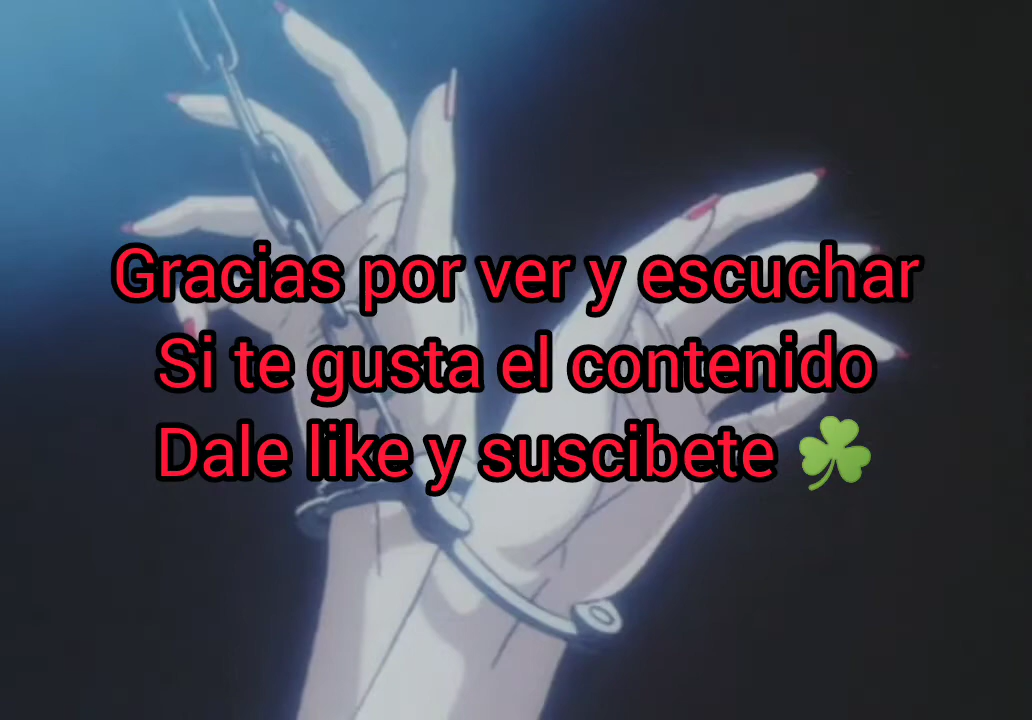 Gracias por ver y escuchar
Si te gusta el contenido
Dale like y suscibete ☘️